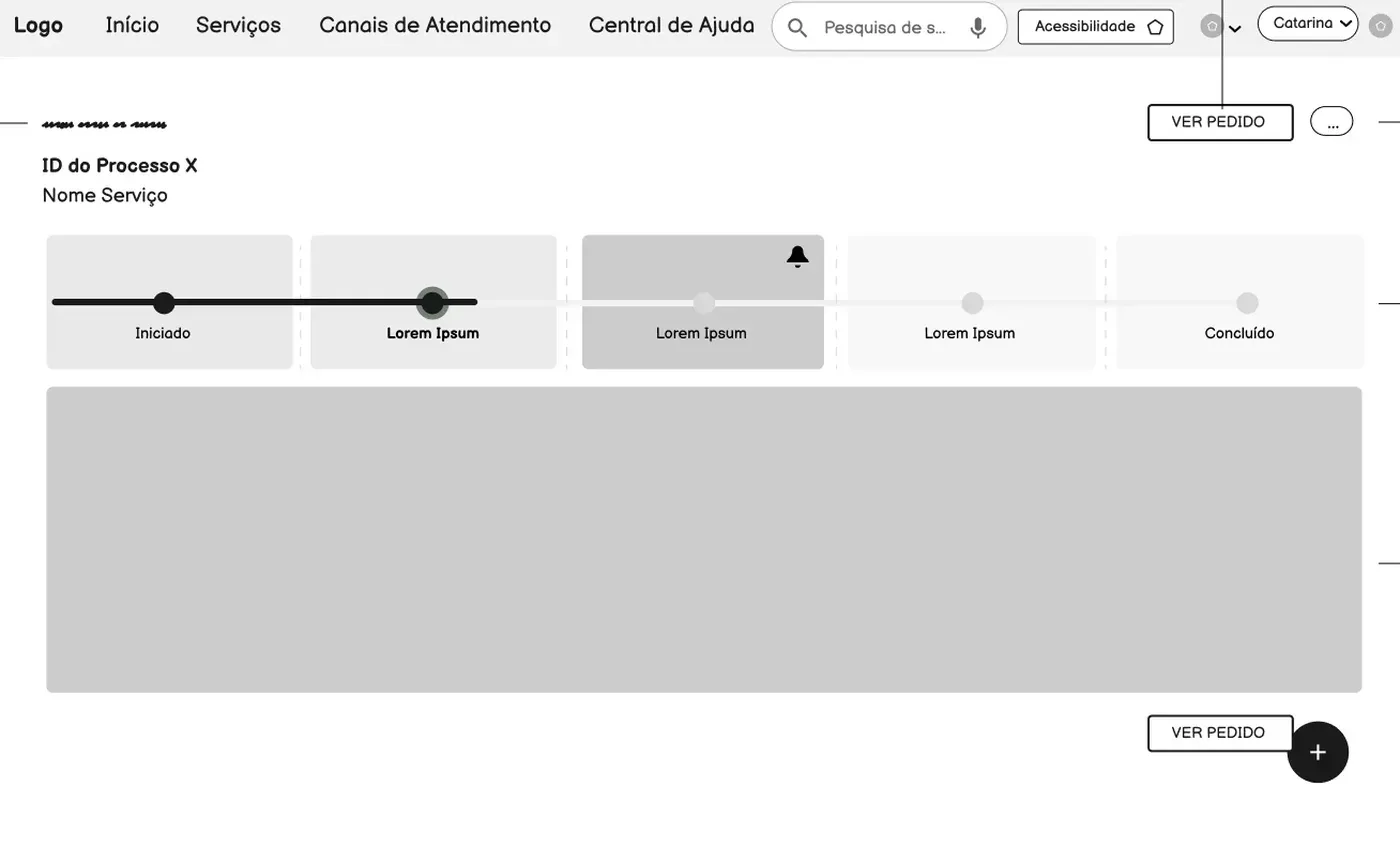 Logo Início Serviços Canais de Atendimento Central de Ajuda Pesquisa de s... Acessibilidade Catarina
VER PEDIDO ...
ID do Processo X
Nome Serviço
Iniciado Lorem Ipsum Lorem Ipsum Lorem Ipsum Concluído
VER PEDIDO +